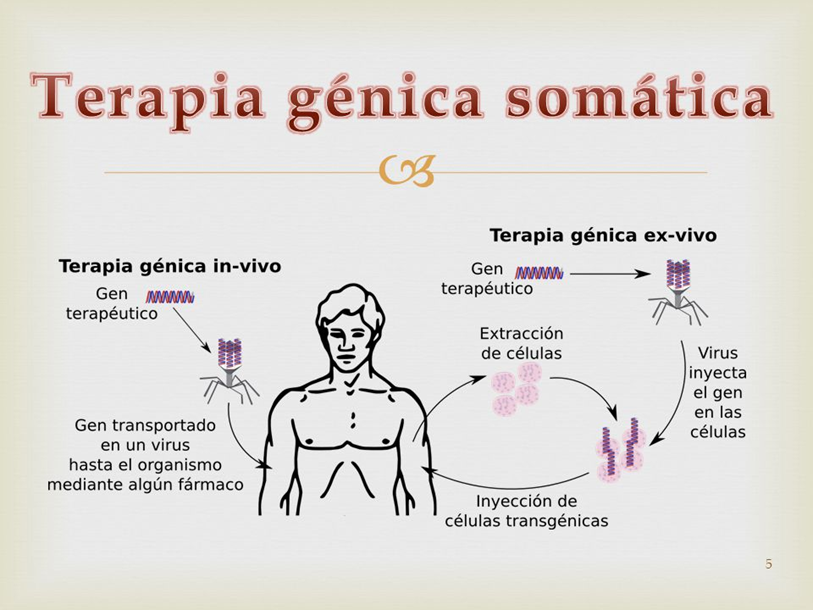 Terapia génica somática
Terapia génica in-vivo
Gen
terapéutico
Gen transportado
en un virus
hasta el organismo
mediante algún fármaco
Terapia génica ex-vivo
Gen
terapéutico
Extracción
de células
Virus
inyecta
el gen
en las
células
Inyección de
células transgénicas
5